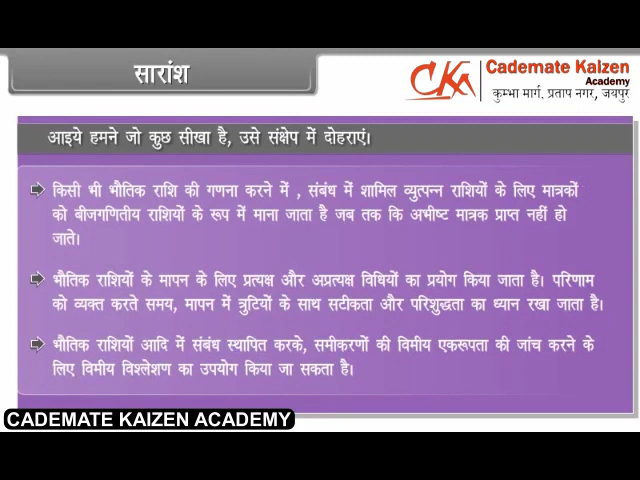 सारांश
CKA
Cademate Kaizen
Academy
कुम्भा मार्ग, प्रताप नगर, जयपुर
आइये हमने जो कुछ सीखा है, उसे संक्षेप में दोहराएं।
किसी भी भौतिक राशि की गणना करने में , संबंध में शामिल व्युत्पन्न राशियों के लिए मात्रकों
को बीजगणितीय राशियों के रूप में माना जाता है जब तक कि अभीष्ट मात्रक प्राप्त नहीं हो
जाते।
भौतिक राशियों के मापन के लिए प्रत्यक्ष और अप्रत्यक्ष विधियों का प्रयोग किया जाता है। परिणाम
को व्यक्त करते समय, मापन में त्रुटियों के साथ सटीकता और परिशुद्धता का ध्यान रखा जाता है।
भौतिक राशियों आदि में संबंध स्थापित करके, समीकरणों की विमीय एकरूपता की जांच करने के
लिए विमीय विश्लेशण का उपयोग किया जा सकता है।
CADEMATE KAIZEN ACADEMY